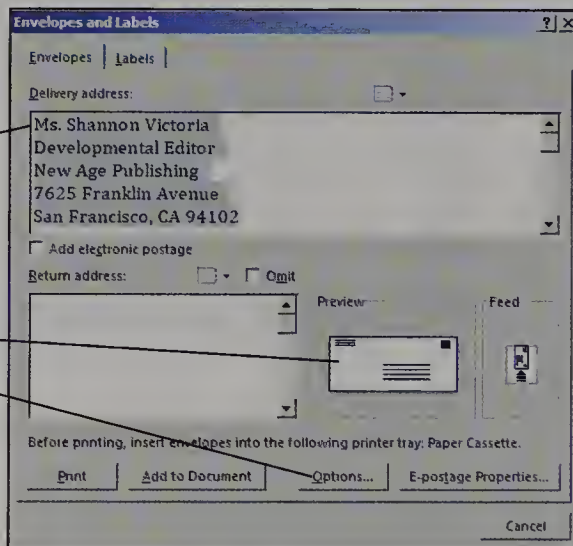 Envelopes and Labels
Envelopes Labels
Delivery address:
Ms. Shannon Victoria
Developmental Editor
New Age Publishing
7625 Franklin Avenue
San Francisco, CA 94102
Add electronic postage
Return address: Omit
Preview Feed
Before printing, insert envelopes into the following printer tray: Paper Cassette.
Print Add to Document Options... E-postage Properties...
Cancel